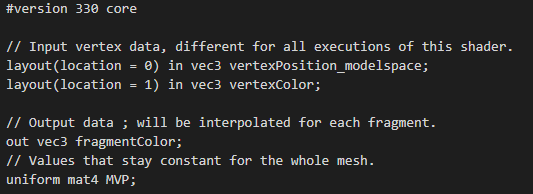 #version 330 core
// Input vertex data, different for all executions of this shader.
layout(location = 0) in vec3 vertexPosition_modelspace;
layout(location = 1) in vec3 vertexColor;
// Output data ; will be interpolated for each fragment.
out vec3 fragmentColor;
// Values that stay constant for the whole mesh.
uniform mat4 MVP;